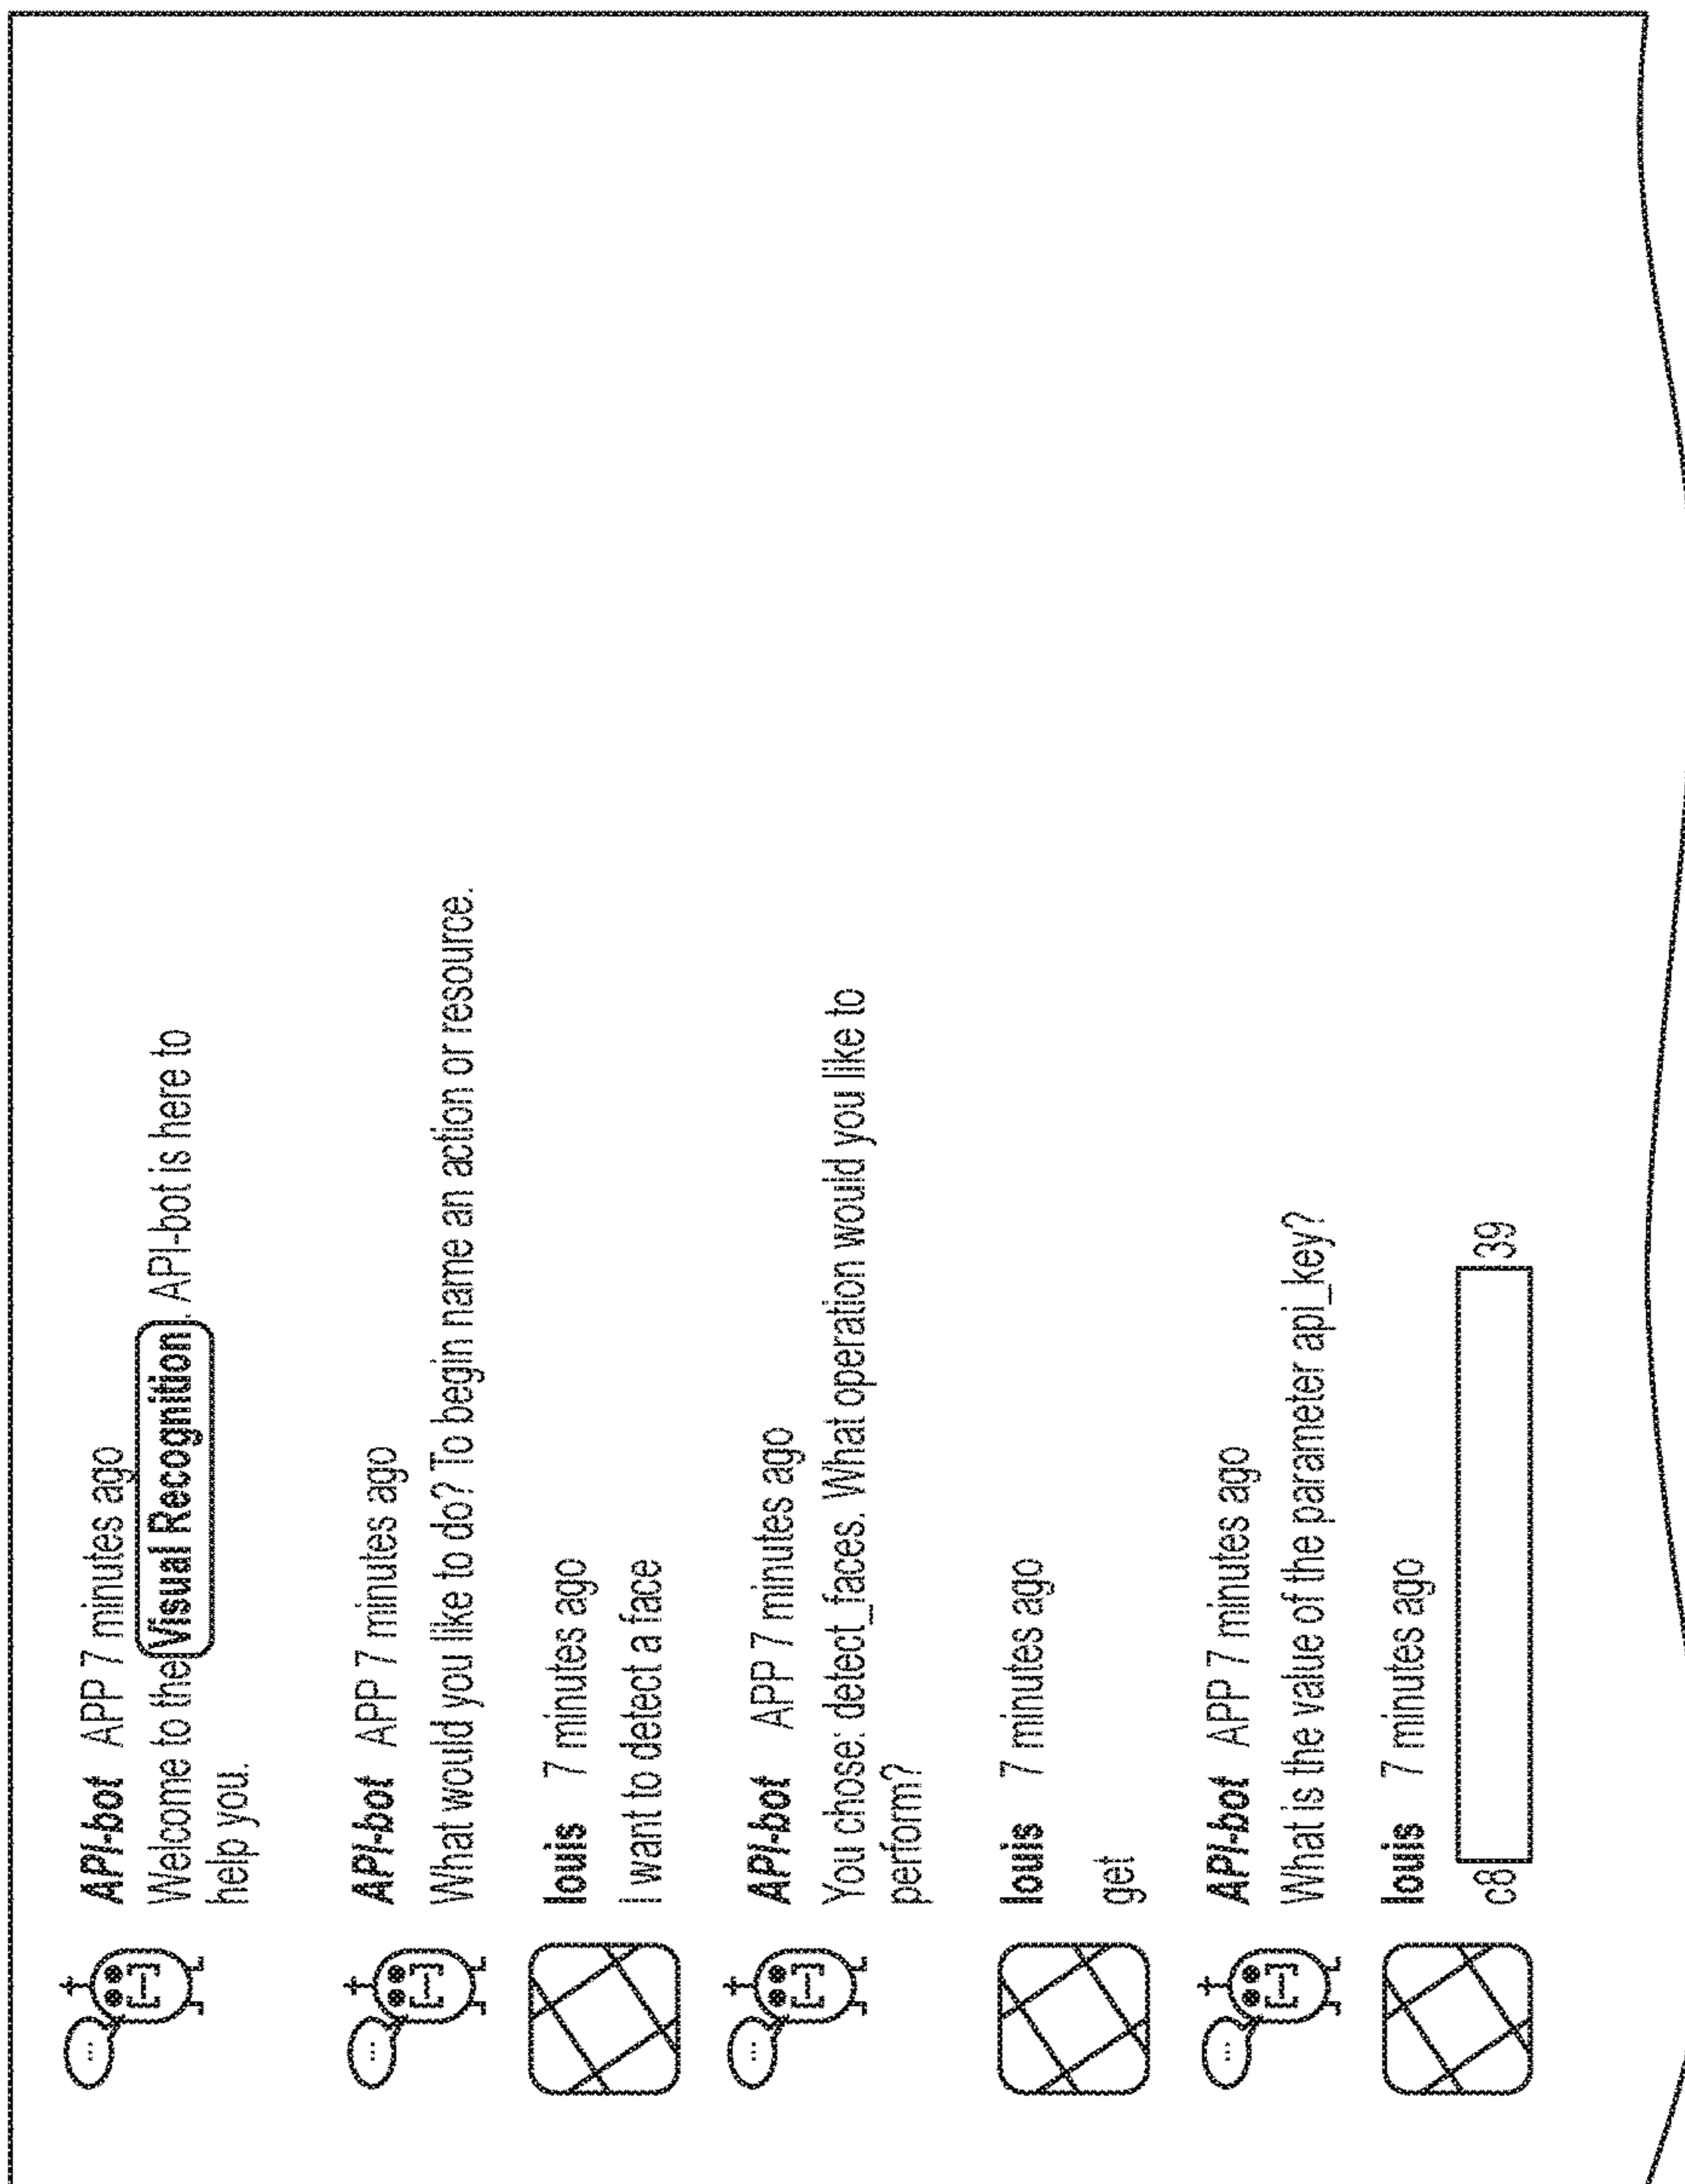 API-bot APP 7 minutes ago
Welcome to the Visual Recognition. API-bot is here to
help you.
API-bot APP 7 minutes ago
What would you like to do? To begin name an action or resource.
louis 7 minutes ago
I want to detect a face
API-bot APP 7 minutes ago
You chose: detect_faces. What operation would you like to
perform?
louis 7 minutes ago
get
API-bot APP 7 minutes ago
What is the value of the parameter api_key?
louis 7 minutes ago
c8 39